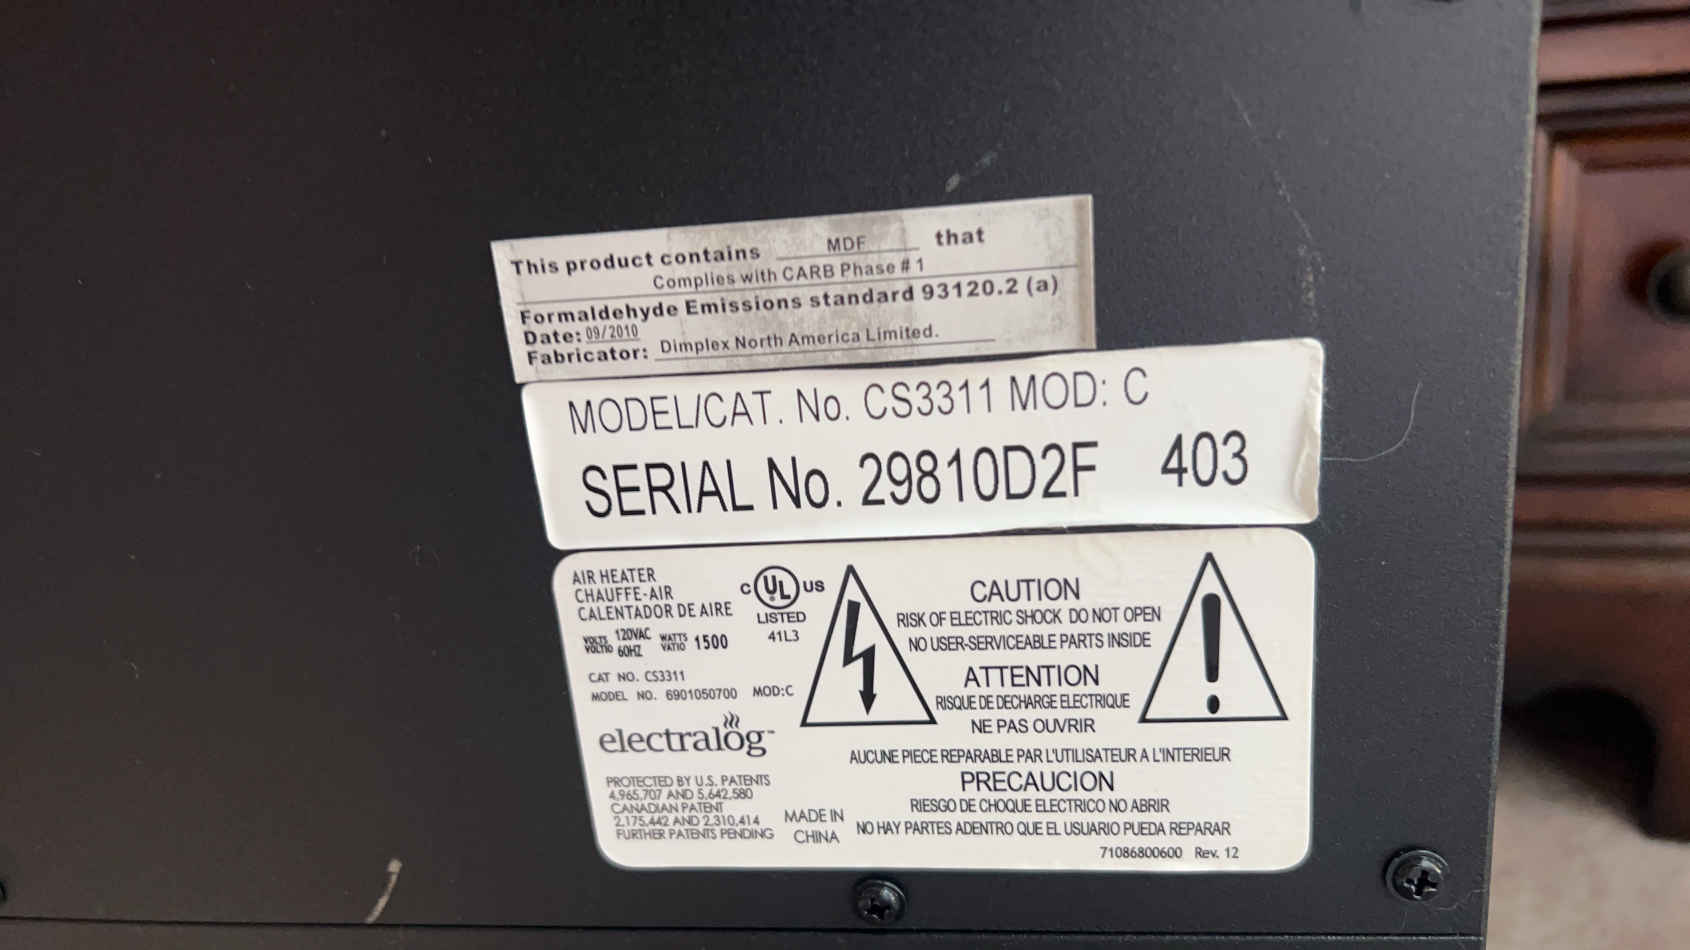 This product contains MDF that
Complies with CARB Phase # 1
Formaldehyde Emissions standard 93120.2 (a)
Date: 09/2010
Fabricator: Dimplex North America Limited.
MODEL/CAT. No. CS3311 MOD: C
SERIAL No. 29810D2F 403
AIR HEATER
CHAUFFE-AIR
CALENTADOR DE AIRE
VOLTS 120VAC WATTS 1500
VOLTIO 60HZ VATIO
CAT NO. CS3311
MODEL NO. 6901050700 MOD:C
electralog™
PROTECTED BY U.S. PATENTS
4,965,707 AND 5,642,580
CANADIAN PATENT
2,175,442 AND 2,310,414
FURTHER PATENTS PENDING
MADE IN
CHINA
C UL US
LISTED
41L3
CAUTION
RISK OF ELECTRIC SHOCK DO NOT OPEN
NO USER-SERVICEABLE PARTS INSIDE
ATTENTION
RISQUE DE DECHARGE ELECTRIQUE
NE PAS OUVRIR
AUCUNE PIECE REPARABLE PAR L'UTILISATEUR A L'INTERIEUR
PRECAUCION
RIESGO DE CHOQUE ELECTRICO NO ABRIR
NO HAY PARTES ADENTRO QUE EL USUARIO PUEDA REPARAR
71086800600 Rev. 12